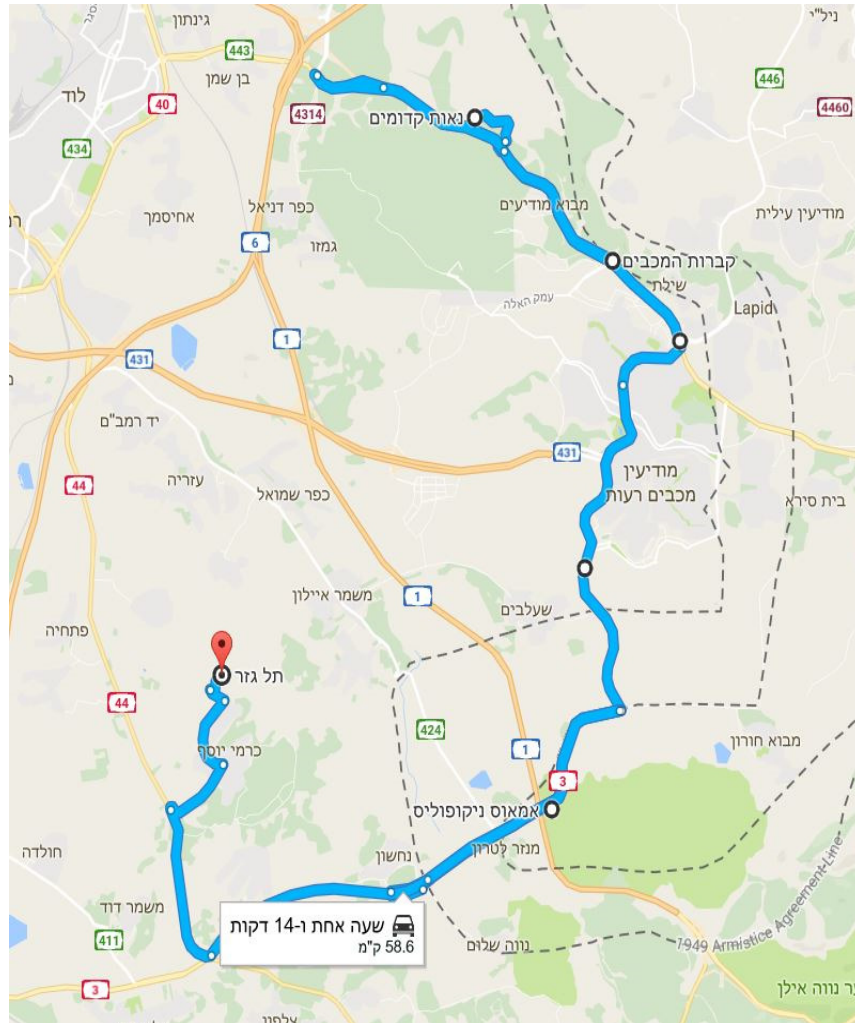 גינתון
443
בן שמן
ניל"י
446
לוד
40
4314
נאות קדומים
4460
434
כפר דניאל
אחיסמך
מבוא מודיעים
מודיעין עילית
6
גמזו
קברות המכבים
שילת
עמק האלה
Lapid
1
431
יד רמב"ם
431
מודיעין
מכבים רעות
44
עזריה
כפר שמואל
בית סירא
1
משמר איילון
שעלבים
פתחיה
תל גזר
44
424
1
מבוא חורון
כרמי יוסף
3
אמאוס ניקופוליס
חולדה
נחשון
מנזר לטרון
משמר דוד
שעה אחת ו-14 דקות
58.6 ק"מ
411
נווה שלום
1949 Armistice Agreement Line
3
ער נווה אילן
צלפון